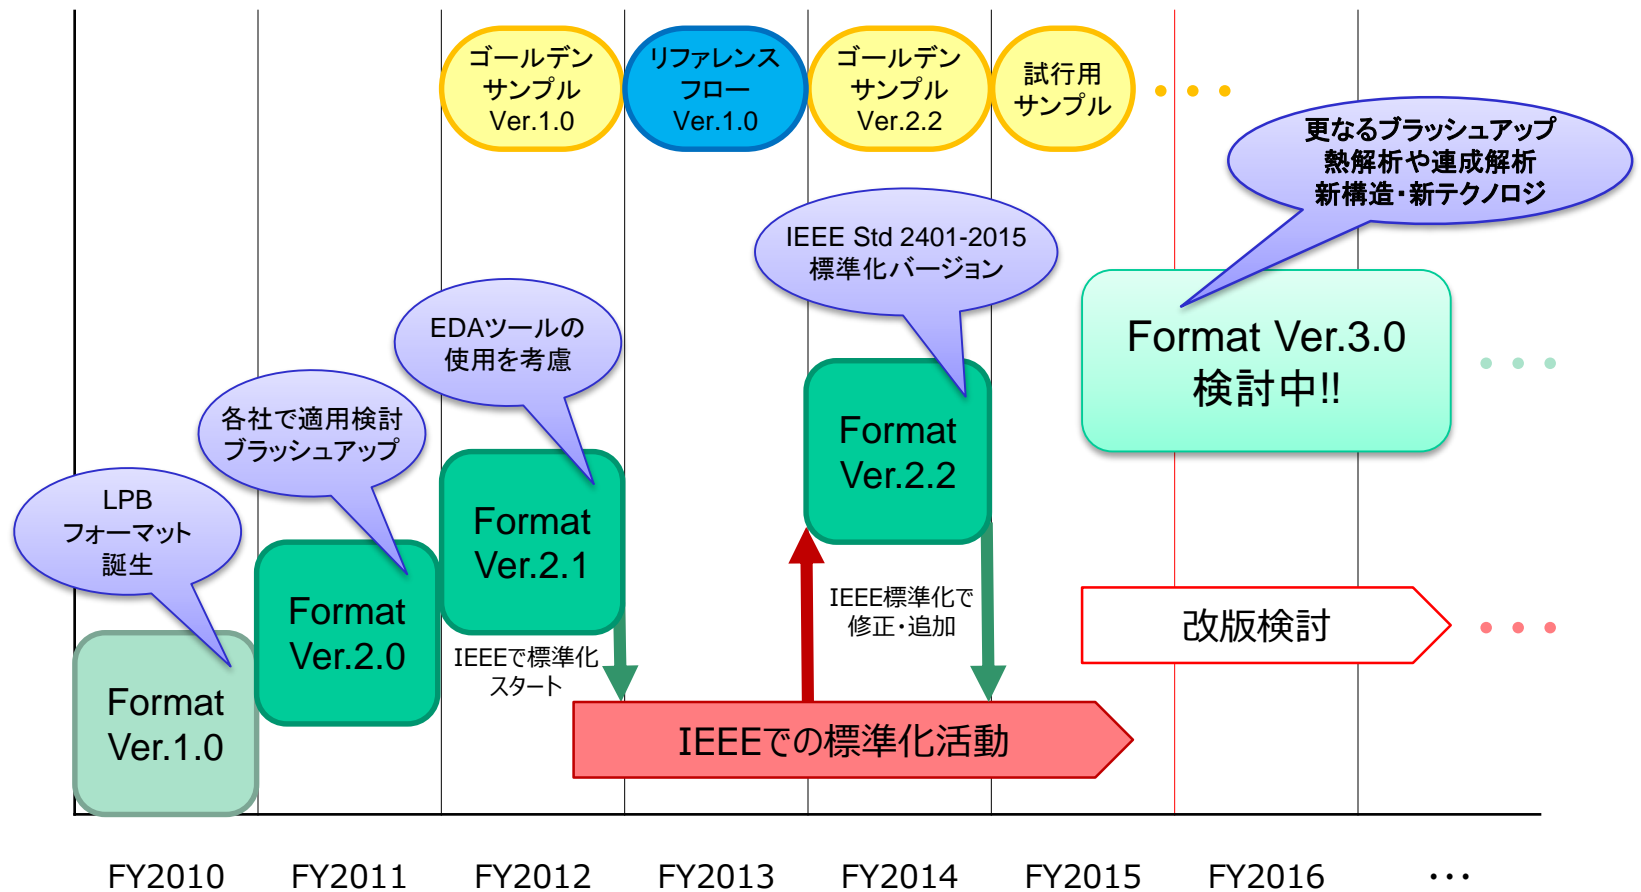 ゴールデン
サンプル
Ver.1.0
リファレンス
フロー
Ver.1.0
ゴールデン
サンプル
Ver.2.2
試行用
サンプル
・・・
更なるブラッシュアップ
熱解析や連成解析
新構造・新テクノロジ
IEEE Std 2401-2015
標準化バージョン
EDAツールの
使用を考慮
各社で適用検討
ブラッシュアップ
LPB
フォーマット
誕生
Format Ver.3.0
検討中!!
・・・
Format
Ver.2.2
Format
Ver.2.1
Format
Ver.2.0
Format
Ver.1.0
IEEEで標準化
スタート
IEEE標準化で
修正・追加
改版検討
・・・
IEEEでの標準化活動
FY2010
FY2011
FY2012
FY2013
FY2014
FY2015
FY2016
・・・